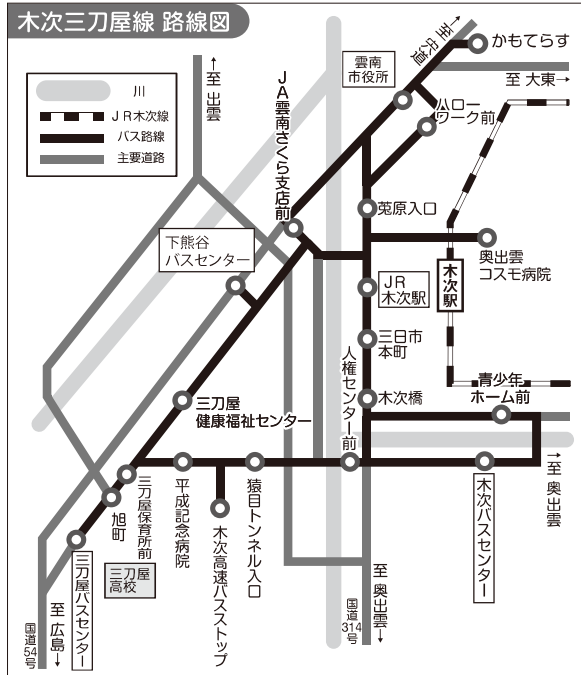 木次三刀屋線 路線図
川
JR木次線
バス路線
主要道路
至 出雲
至 宍道
かもてらす
雲南
市役所
至 大東
ハロー
ワーク前
JA雲南さくら支店前
莵原入口
下熊谷
バスセンター
奥出雲
コスモ病院
JR
木次駅
木次駅
三日市
本町
人権センター前
青少年
ホーム前
木次橋
三刀屋
健康福祉センター
至 奥出雲
三刀屋保育所前
平成記念病院
猿目トンネル入口
木次バスセンター
旭町
三刀屋
高校
木次高速バスストップ
三刀屋バスセンター
至 広島
国道54号
国道314号
至 奥出雲